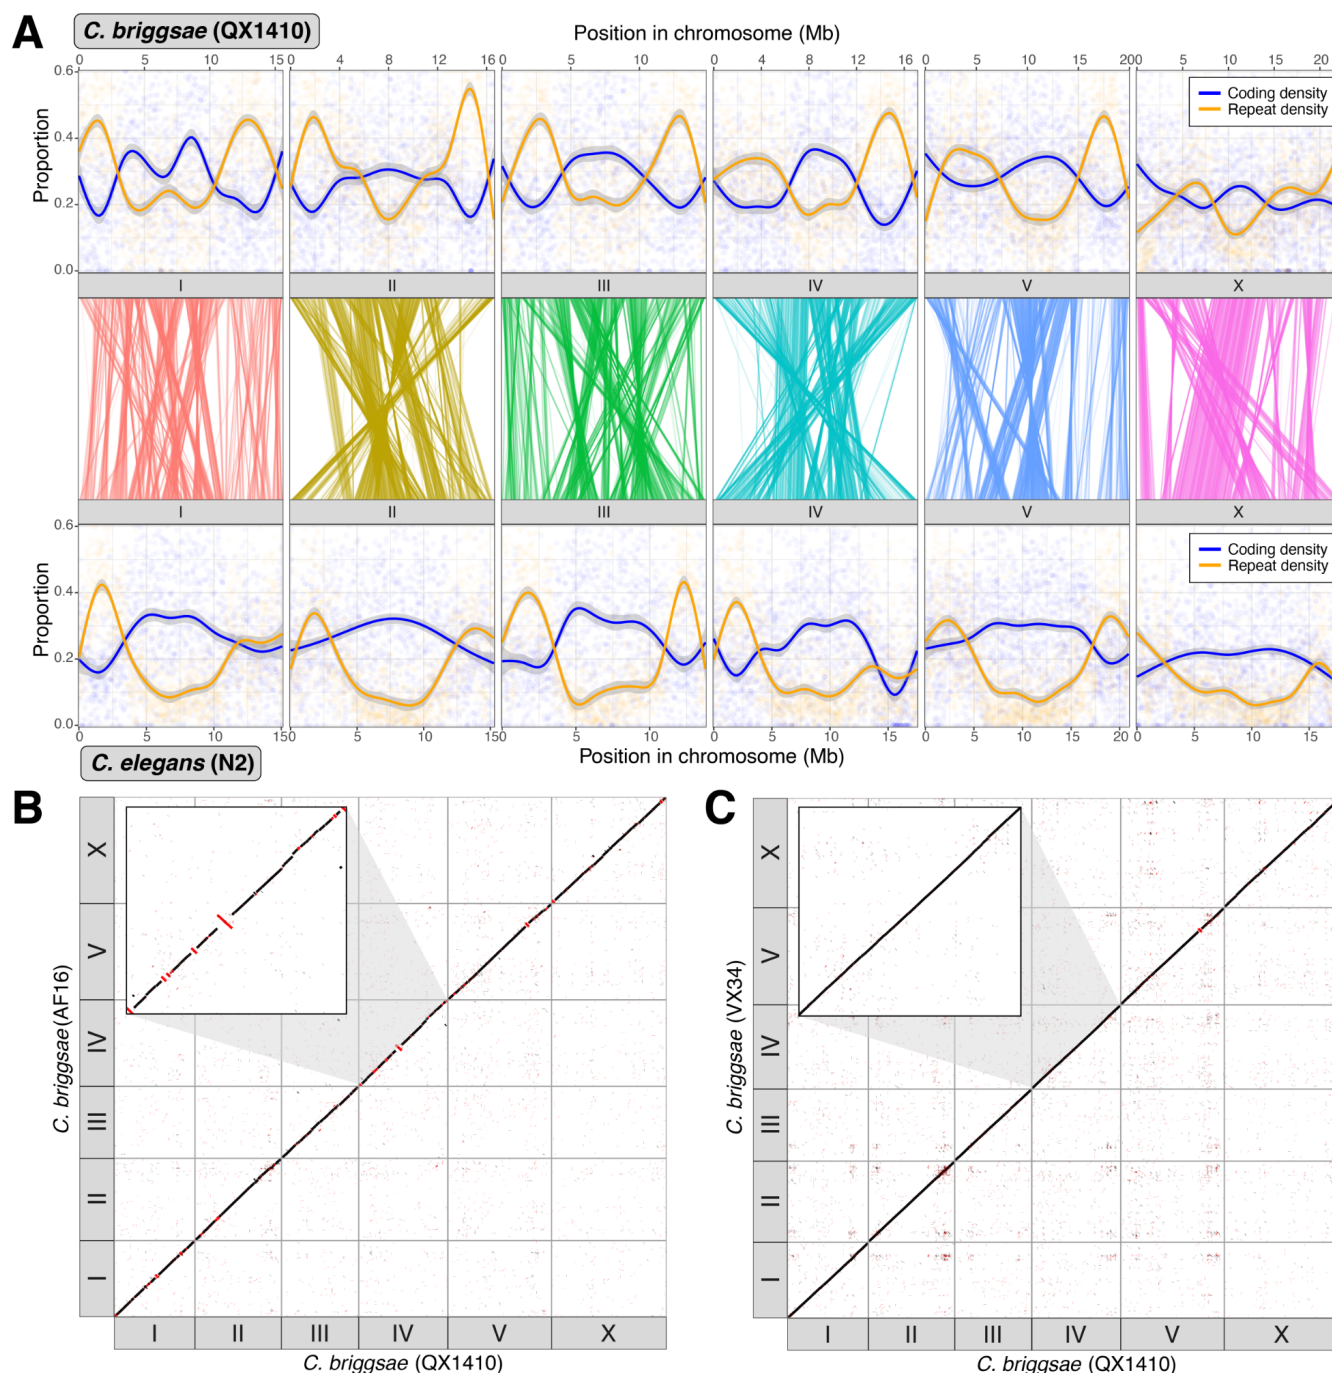 A
C. briggsae (QX1410)
Position in chromosome (Mb)
0 5 10 15 0 4 8 12 16 0 5 10 0 4 8 12 16 0 5 10 15 20 0 5 10 15 20
Proportion
0.6
0.4
0.2
0.0
Coding density
Repeat density
I II III IV V X
I II III IV V X
Proportion
0.6
0.4
0.2
0.0
Coding density
Repeat density
0 5 10 15 0 5 10 15 0 5 10 0 5 10 15 0 5 10 15 20 0 5 10 15
Position in chromosome (Mb)
C. elegans (N2)
B
X
V
IV
III
II
I
C. briggsae (AF16)
I II III IV V X
C. briggsae (QX1410)
C
X
V
IV
III
II
I
C. briggsae (VX34)
I II III IV V X
C. briggsae (QX1410)